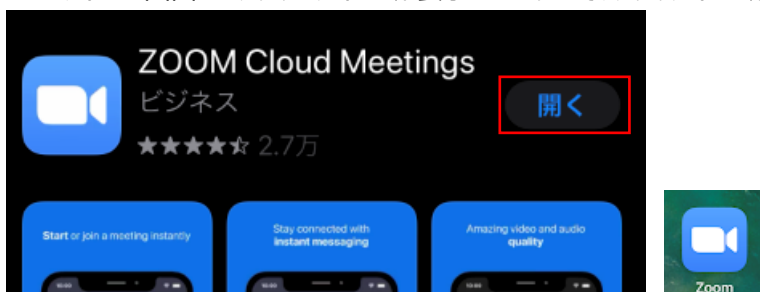 ZOOM Cloud Meetings
ビジネス
開く
★★★★ 2.7万
Start or join a meeting instantly
Stay connected with
instant messaging
Amazing video and audio
quality
Zoom